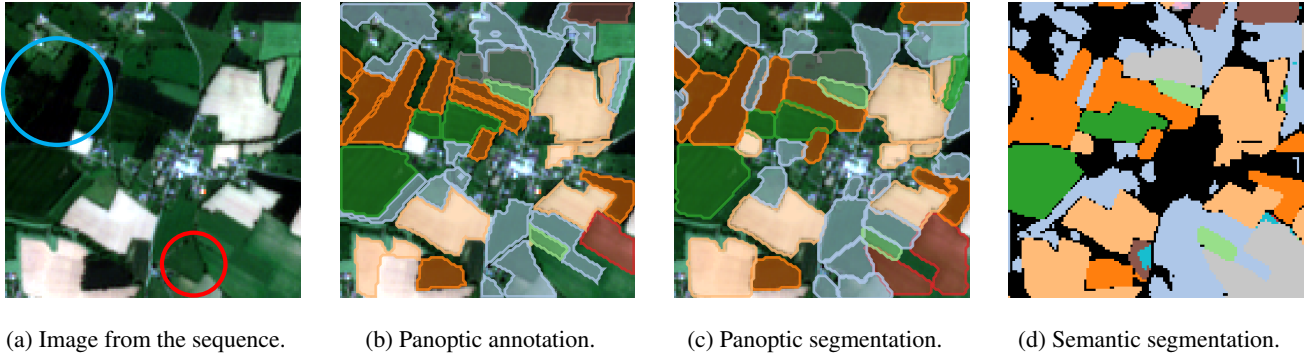 (a) Image from the sequence.
(b) Panoptic annotation.
(c) Panoptic segmentation.
(d) Semantic segmentation.